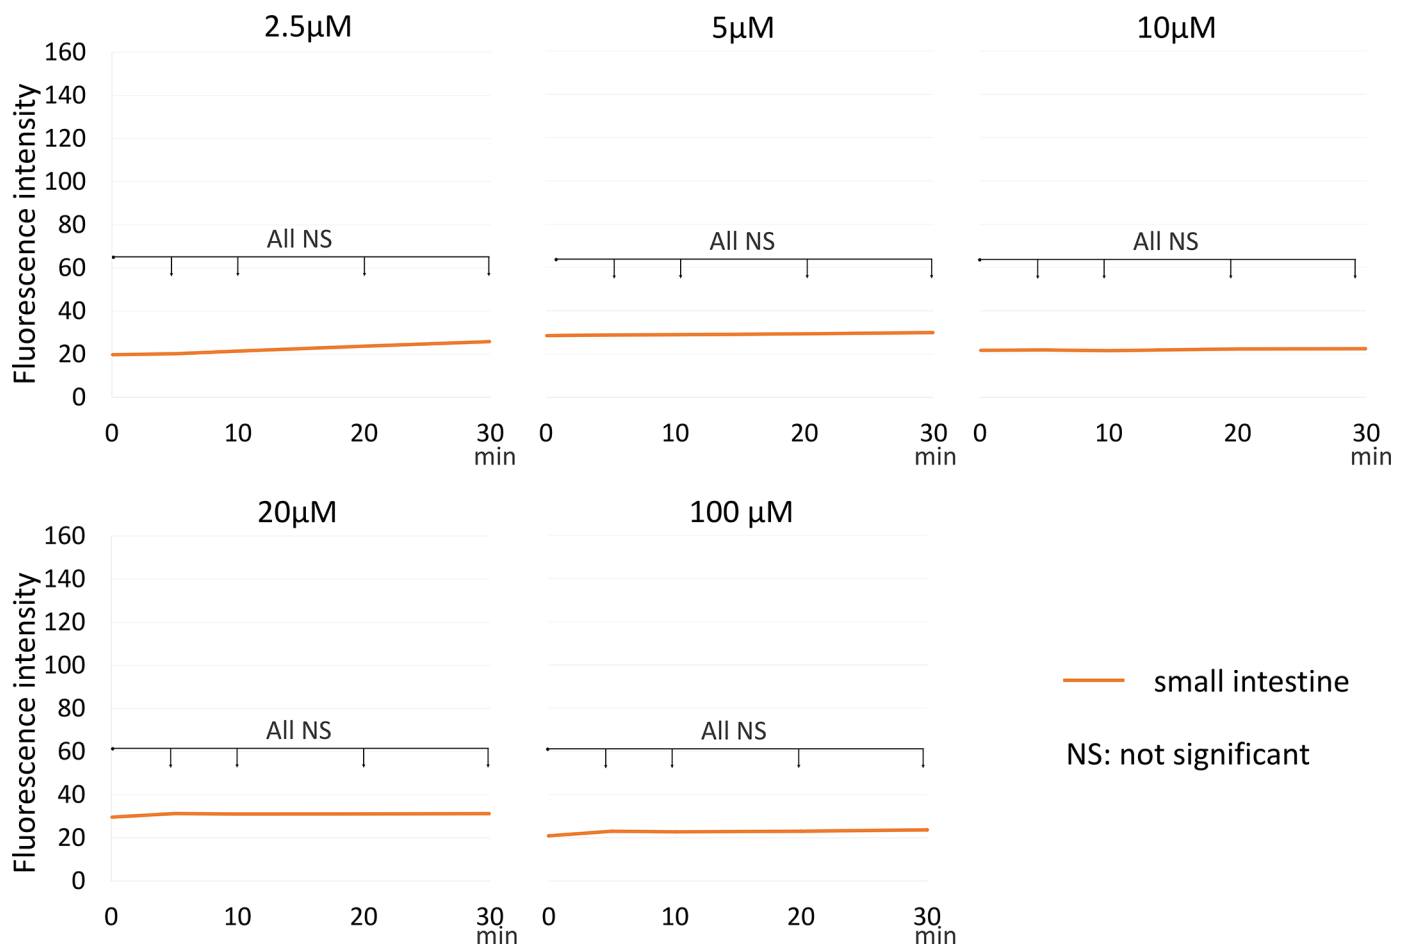 2.5μM 5μM 10μM
Fluorescence intensity
160
140
120
100
80
60
40
20
0
All NS All NS All NS
0 10 20 30 0 10 20 30 0 10 20 30
min min min
20μM 100 μM
Fluorescence intensity
160
140
120
100
80
60
40
20
0
All NS All NS
0 10 20 30 0 10 20 30
min min
small intestine
NS: not significant